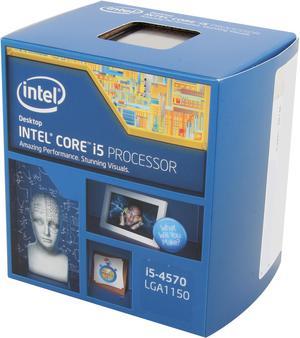 intel
Desktop
INTEL® CORE™ i5 PROCESSOR
Amazing Performance. Stunning Visuals.
What
Will You
Make?
i5-4570
LGA1150